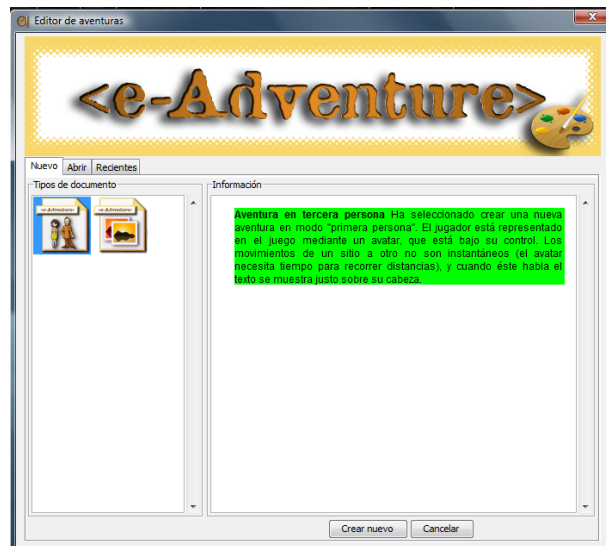 Editor de aventuras
<e-Adventure>
Nuevo Abrir Recientes
Tipos de documento
Información
<e-Adventure> <e-Adventure>
Aventura en tercera persona Ha seleccionado crear una nueva
aventura en modo "primera persona". El jugador está representado
en el juego mediante un avatar, que está bajo su control. Los
movimientos de un sitio a otro no son instantáneos (el avatar
necesita tiempo para recorrer distancias), y cuando éste habla el
texto se muestra justo sobre su cabeza.
Crear nuevo Cancelar